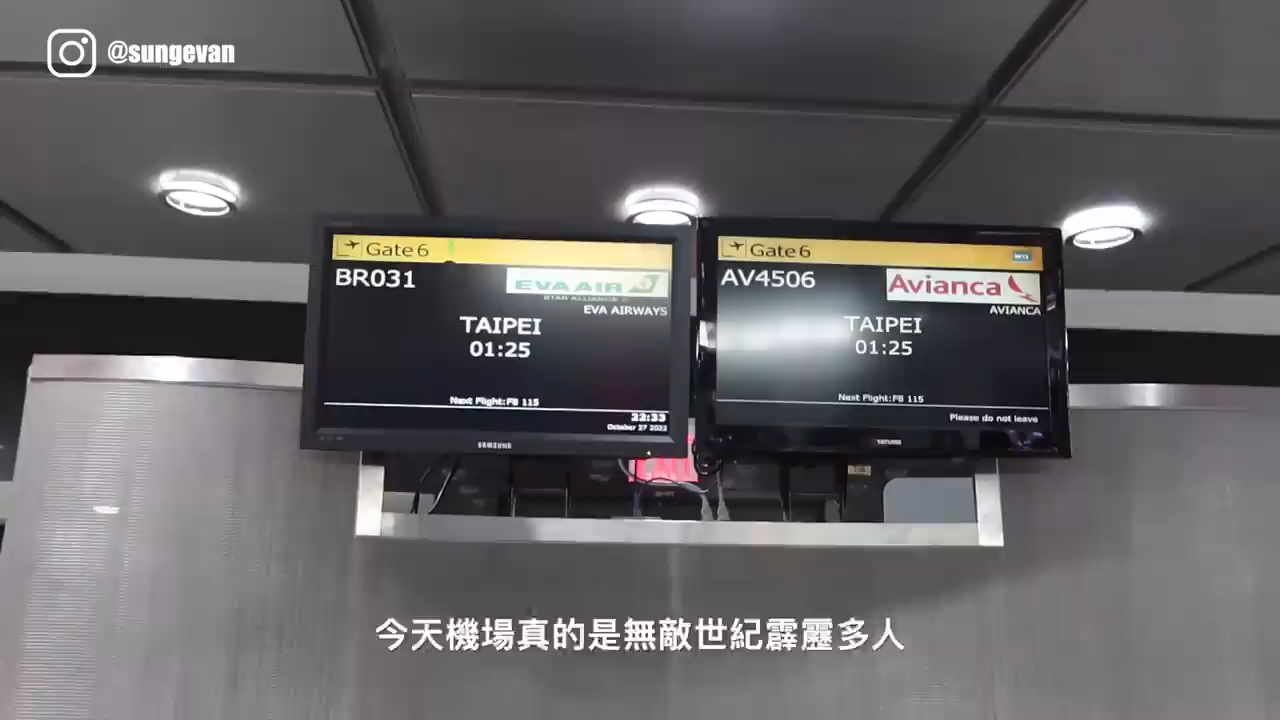 @sungevan
Gate 6
BR031
EVA AIR
STAR ALLIANCE
EVA AIRWAYS
TAIPEI
01:25
Next Flight: FB 115
22:33
October 27 2022
SAMSUNG
Gate 6
AV4506
Avianca
AVIANCA
TAIPEI
01:25
Next Flight: FB 115
Please do not leave
今天機場真的是無敵世紀霹靂多人